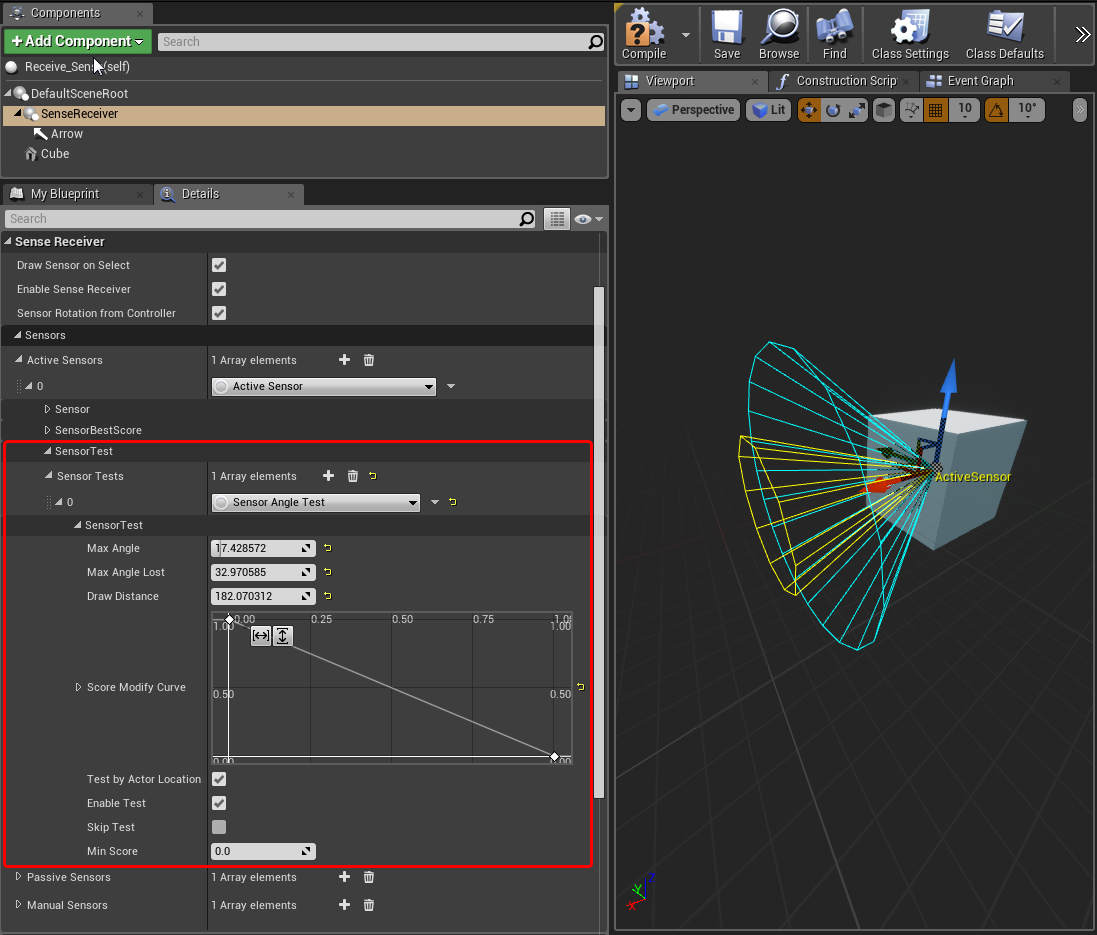 Components
Add Component
Search
Receive_Sens (self)
DefaultSceneRoot
SenseReceiver
Arrow
Cube
My Blueprint
Details
Search
Sense Receiver
Draw Sensor on Select
Enable Sense Receiver
Sensor Rotation from Controller
Sensors
Active Sensors
1 Array elements
0
Active Sensor
Sensor
SensorBestScore
SensorTest
Sensor Tests
1 Array elements
0
Sensor Angle Test
SensorTest
Max Angle
17.428572
Max Angle Lost
32.970585
Draw Distance
182.070312
0.00 0.25 0.50 0.75 1.0
1.00 1.00
Score Modify Curve
0.50 0.50
0.00 0.00
Test by Actor Location
Enable Test
Skip Test
Min Score
0.0
Passive Sensors
1 Array elements
Manual Sensors
1 Array elements
Compile
Save
Browse
Find
Class Settings
Class Defaults
Viewport
Construction Scrip
Event Graph
Perspective
Lit
10
10°
ActiveSensor
Z
Y
X